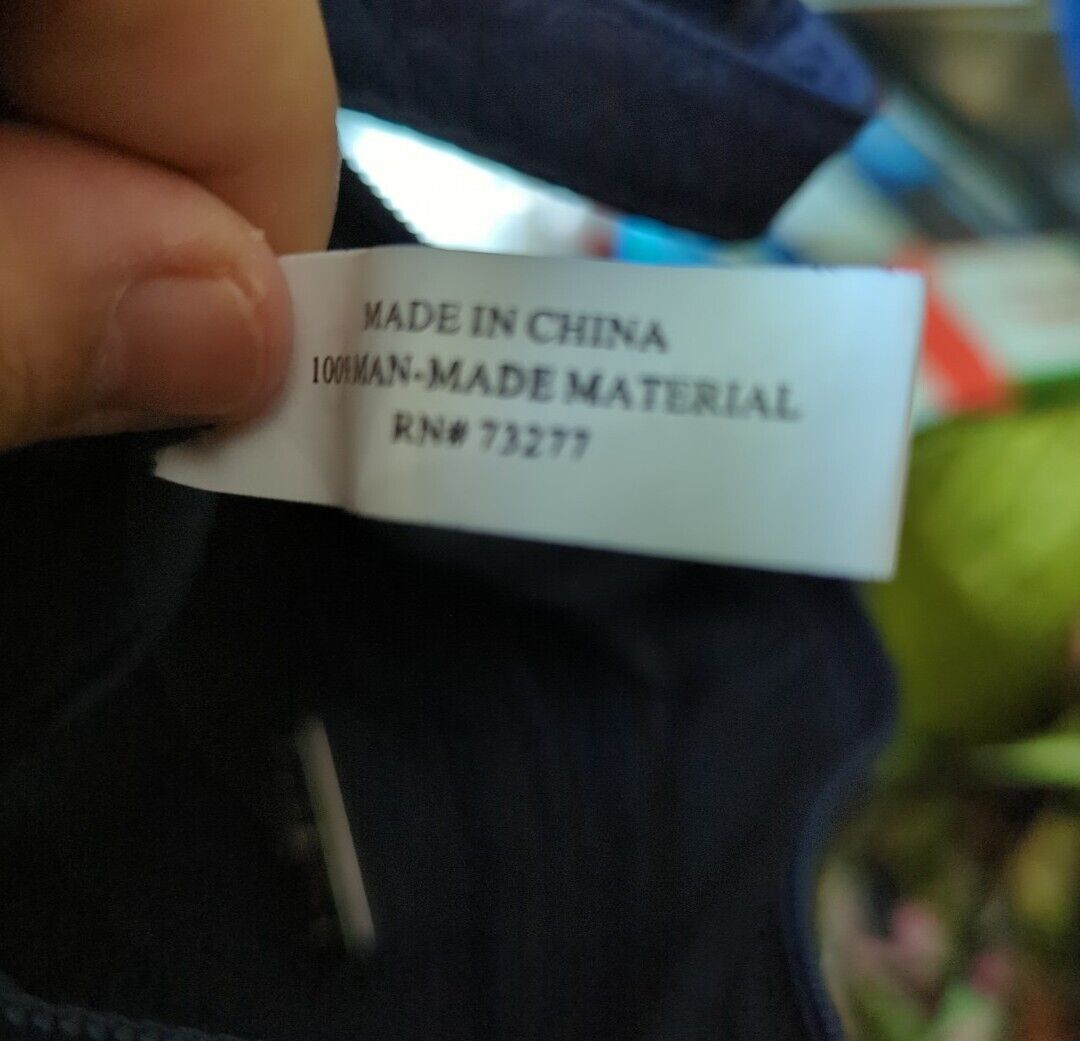 MADE IN CHINA
100% MAN-MADE MATERIAL
RN# 73277